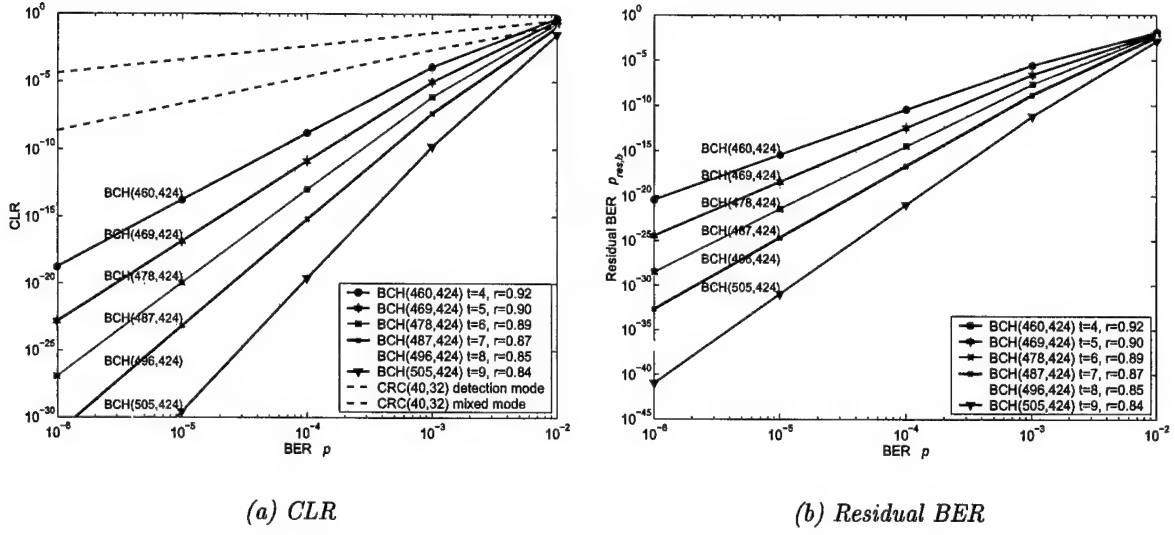 10^0
10^-5
10^-10
10^-15
10^-20
10^-25
10^-30
CLR
BCH(460,424)
BCH(469,424)
BCH(478,424)
BCH(487,424)
BCH(496,424)
BCH(505,424)
BCH(460,424) t=4, r=0.92
BCH(469,424) t=5, r=0.90
BCH(478,424) t=6, r=0.89
BCH(487,424) t=7, r=0.87
BCH(496,424) t=8, r=0.85
BCH(505,424) t=9, r=0.84
CRC(40,32) detection mode
CRC(40,32) mixed mode
10^-6 10^-5 10^-4 10^-3 10^-2
BER p
(a) CLR
10^0
10^-5
10^-10
10^-15
10^-20
10^-25
10^-30
10^-35
10^-40
10^-45
Residual BER p_res,b
BCH(460,424)
BCH(469,424)
BCH(478,424)
BCH(487,424)
BCH(496,424)
BCH(505,424)
BCH(460,424) t=4, r=0.92
BCH(469,424) t=5, r=0.90
BCH(478,424) t=6, r=0.89
BCH(487,424) t=7, r=0.87
BCH(496,424) t=8, r=0.85
BCH(505,424) t=9, r=0.84
10^-6 10^-5 10^-4 10^-3 10^-2
BER p
(b) Residual BER